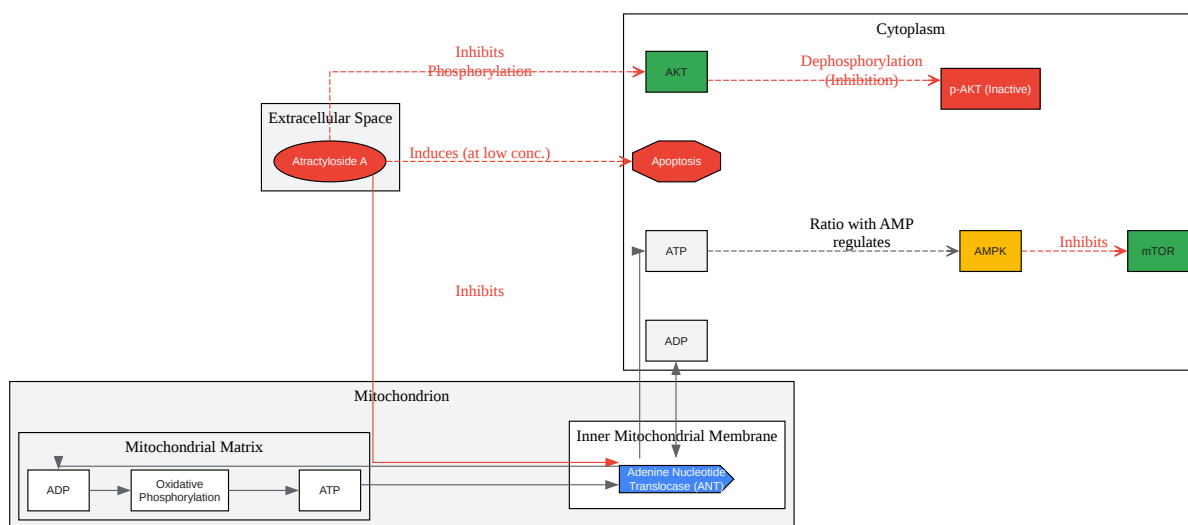 Cytoplasm
Inhibits
Phosphorylation
AKT
Dephosphorylation
(Inhibition)
p-AKT (Inactive)
Extracellular Space
Atractyloside A
Induces (at low conc.)
Apoptosis
Ratio with AMP
regulates
ATP
AMPK
Inhibits
mTOR
Inhibits
ADP
Mitochondrion
Mitochondrial Matrix
Inner Mitochondrial Membrane
ADP
Oxidative
Phosphorylation
ATP
Adenine Nucleotide
Translocase (ANT)